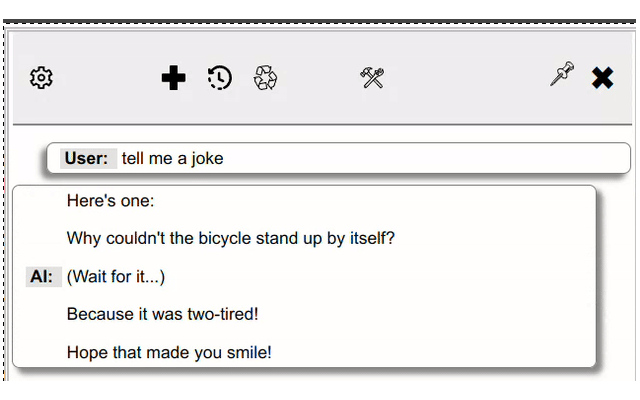 User: tell me a joke
Here's one:
Why couldn't the bicycle stand up by itself?
AI: (Wait for it...)
Because it was two-tired!
Hope that made you smile!